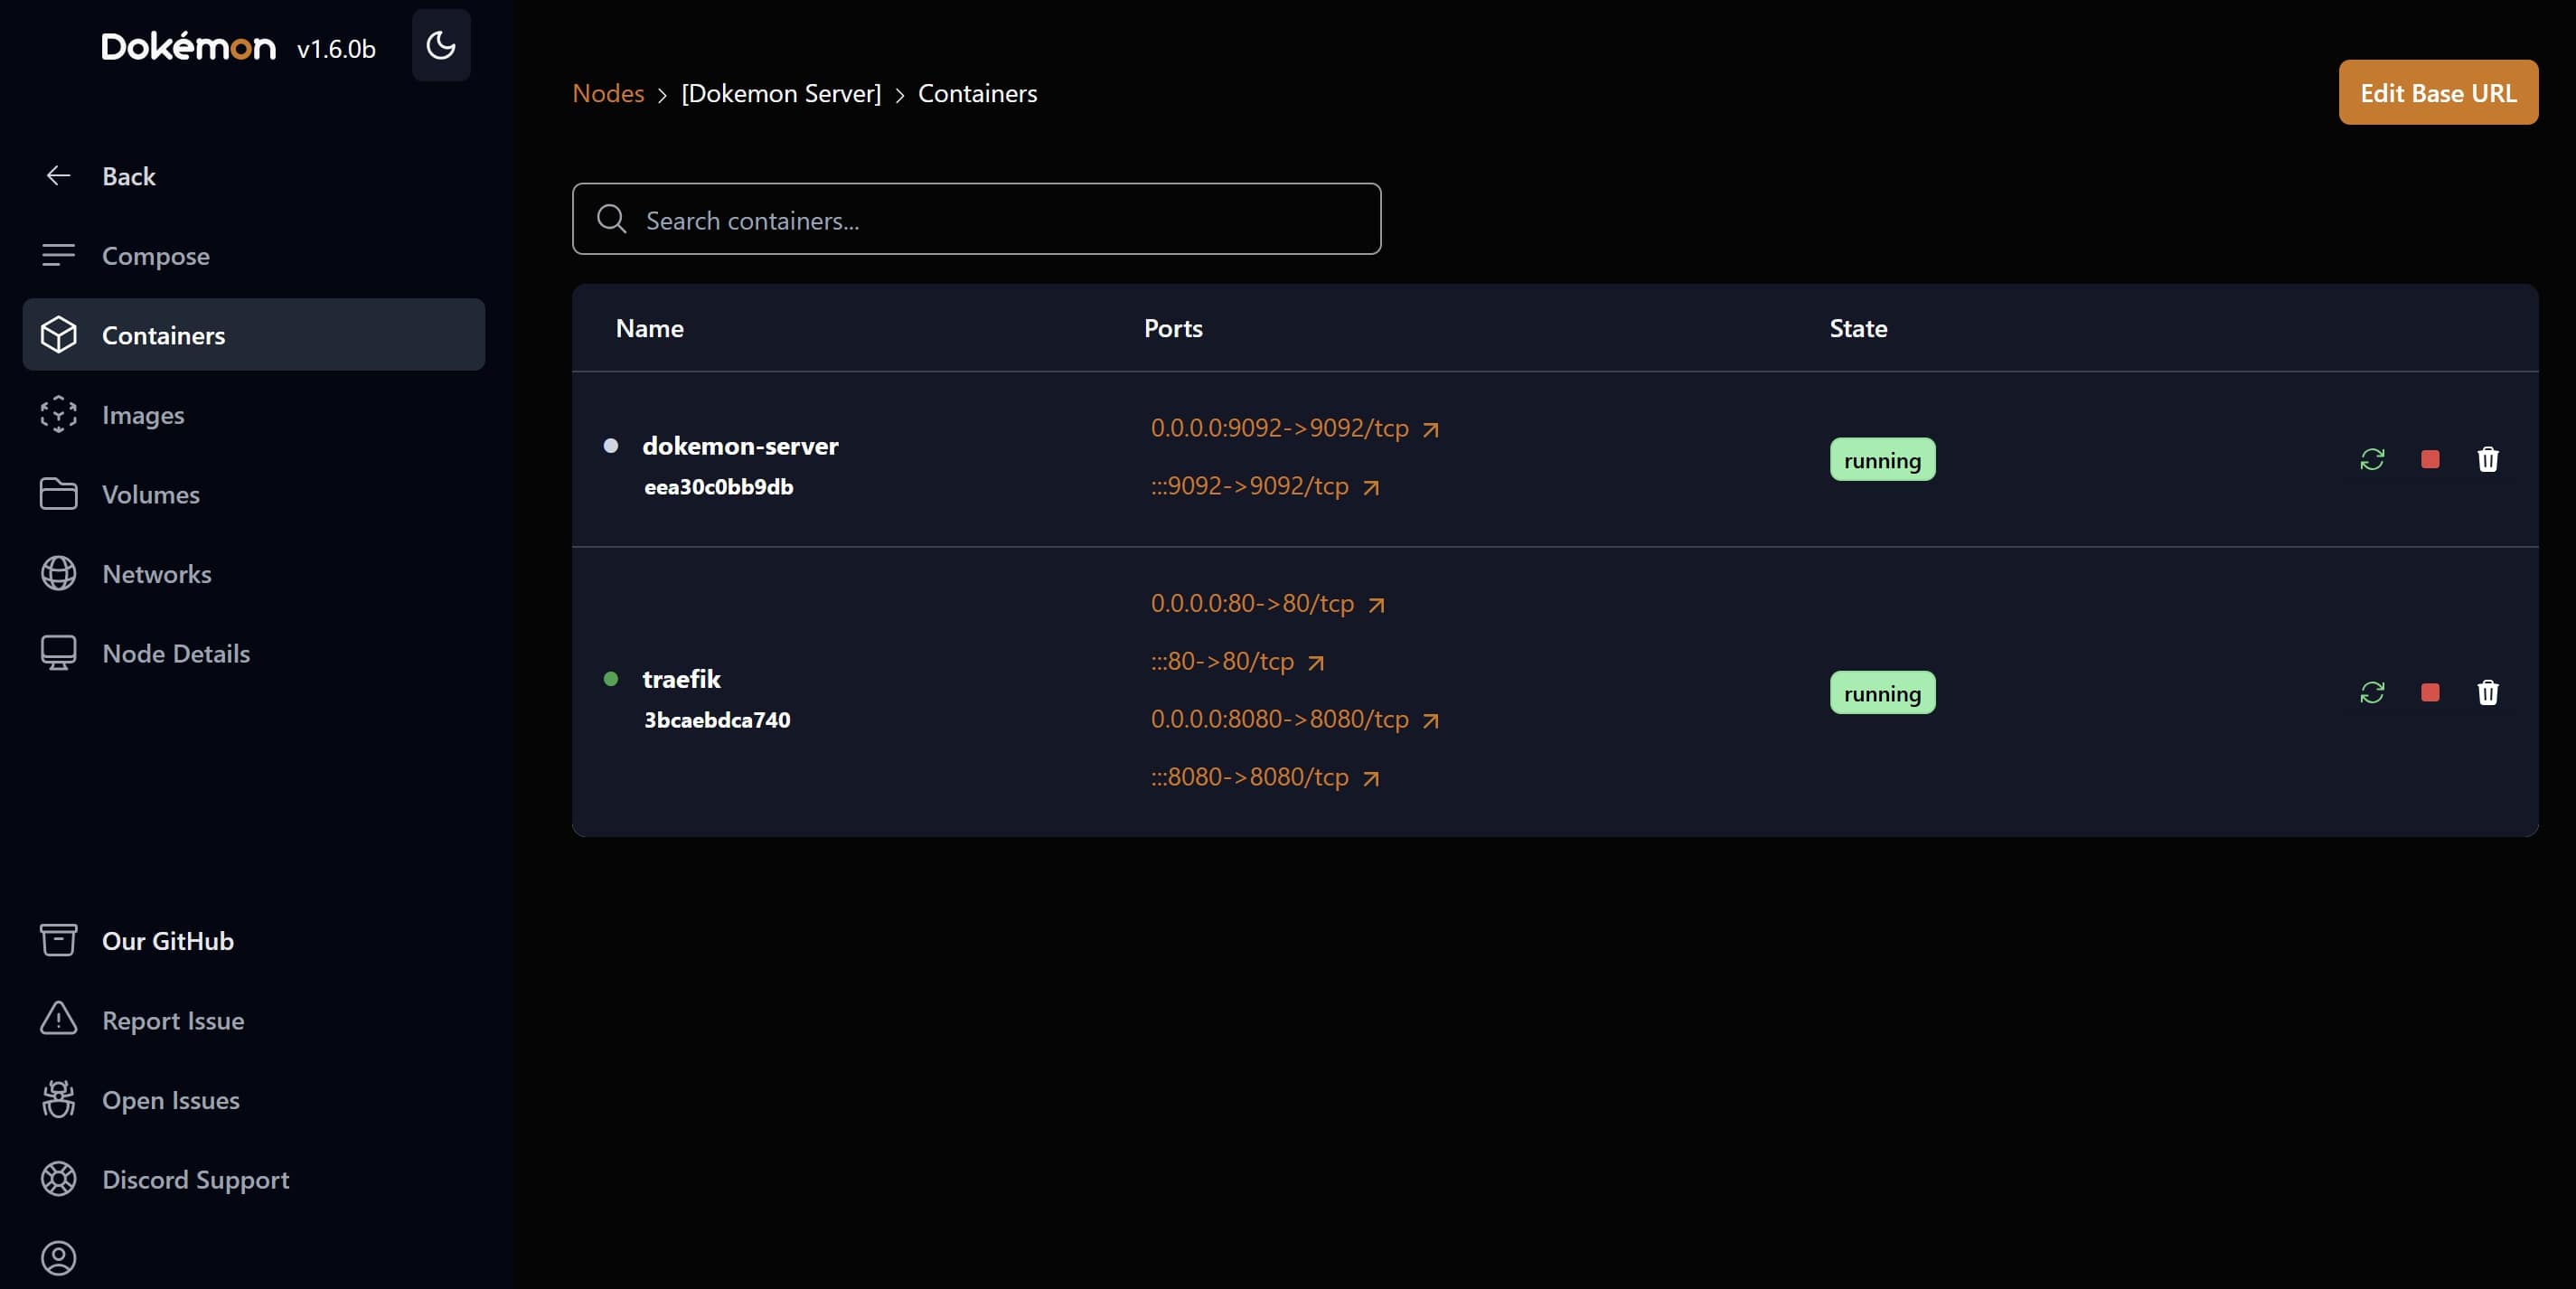 Dokémon v1.6.0b
Back
Compose
Containers
Images
Volumes
Networks
Node Details
Our GitHub
Report Issue
Open Issues
Discord Support
Nodes > [Dokemon Server] > Containers
Edit Base URL
Search containers...
Name Ports State
dokemon-server
eea30c0bb9db
0.0.0.0:9092->9092/tcp
:::9092->9092/tcp
running
traefik
3bcaebdca740
0.0.0.0:80->80/tcp
:::80->80/tcp
0.0.0.0:8080->8080/tcp
:::8080->8080/tcp
running